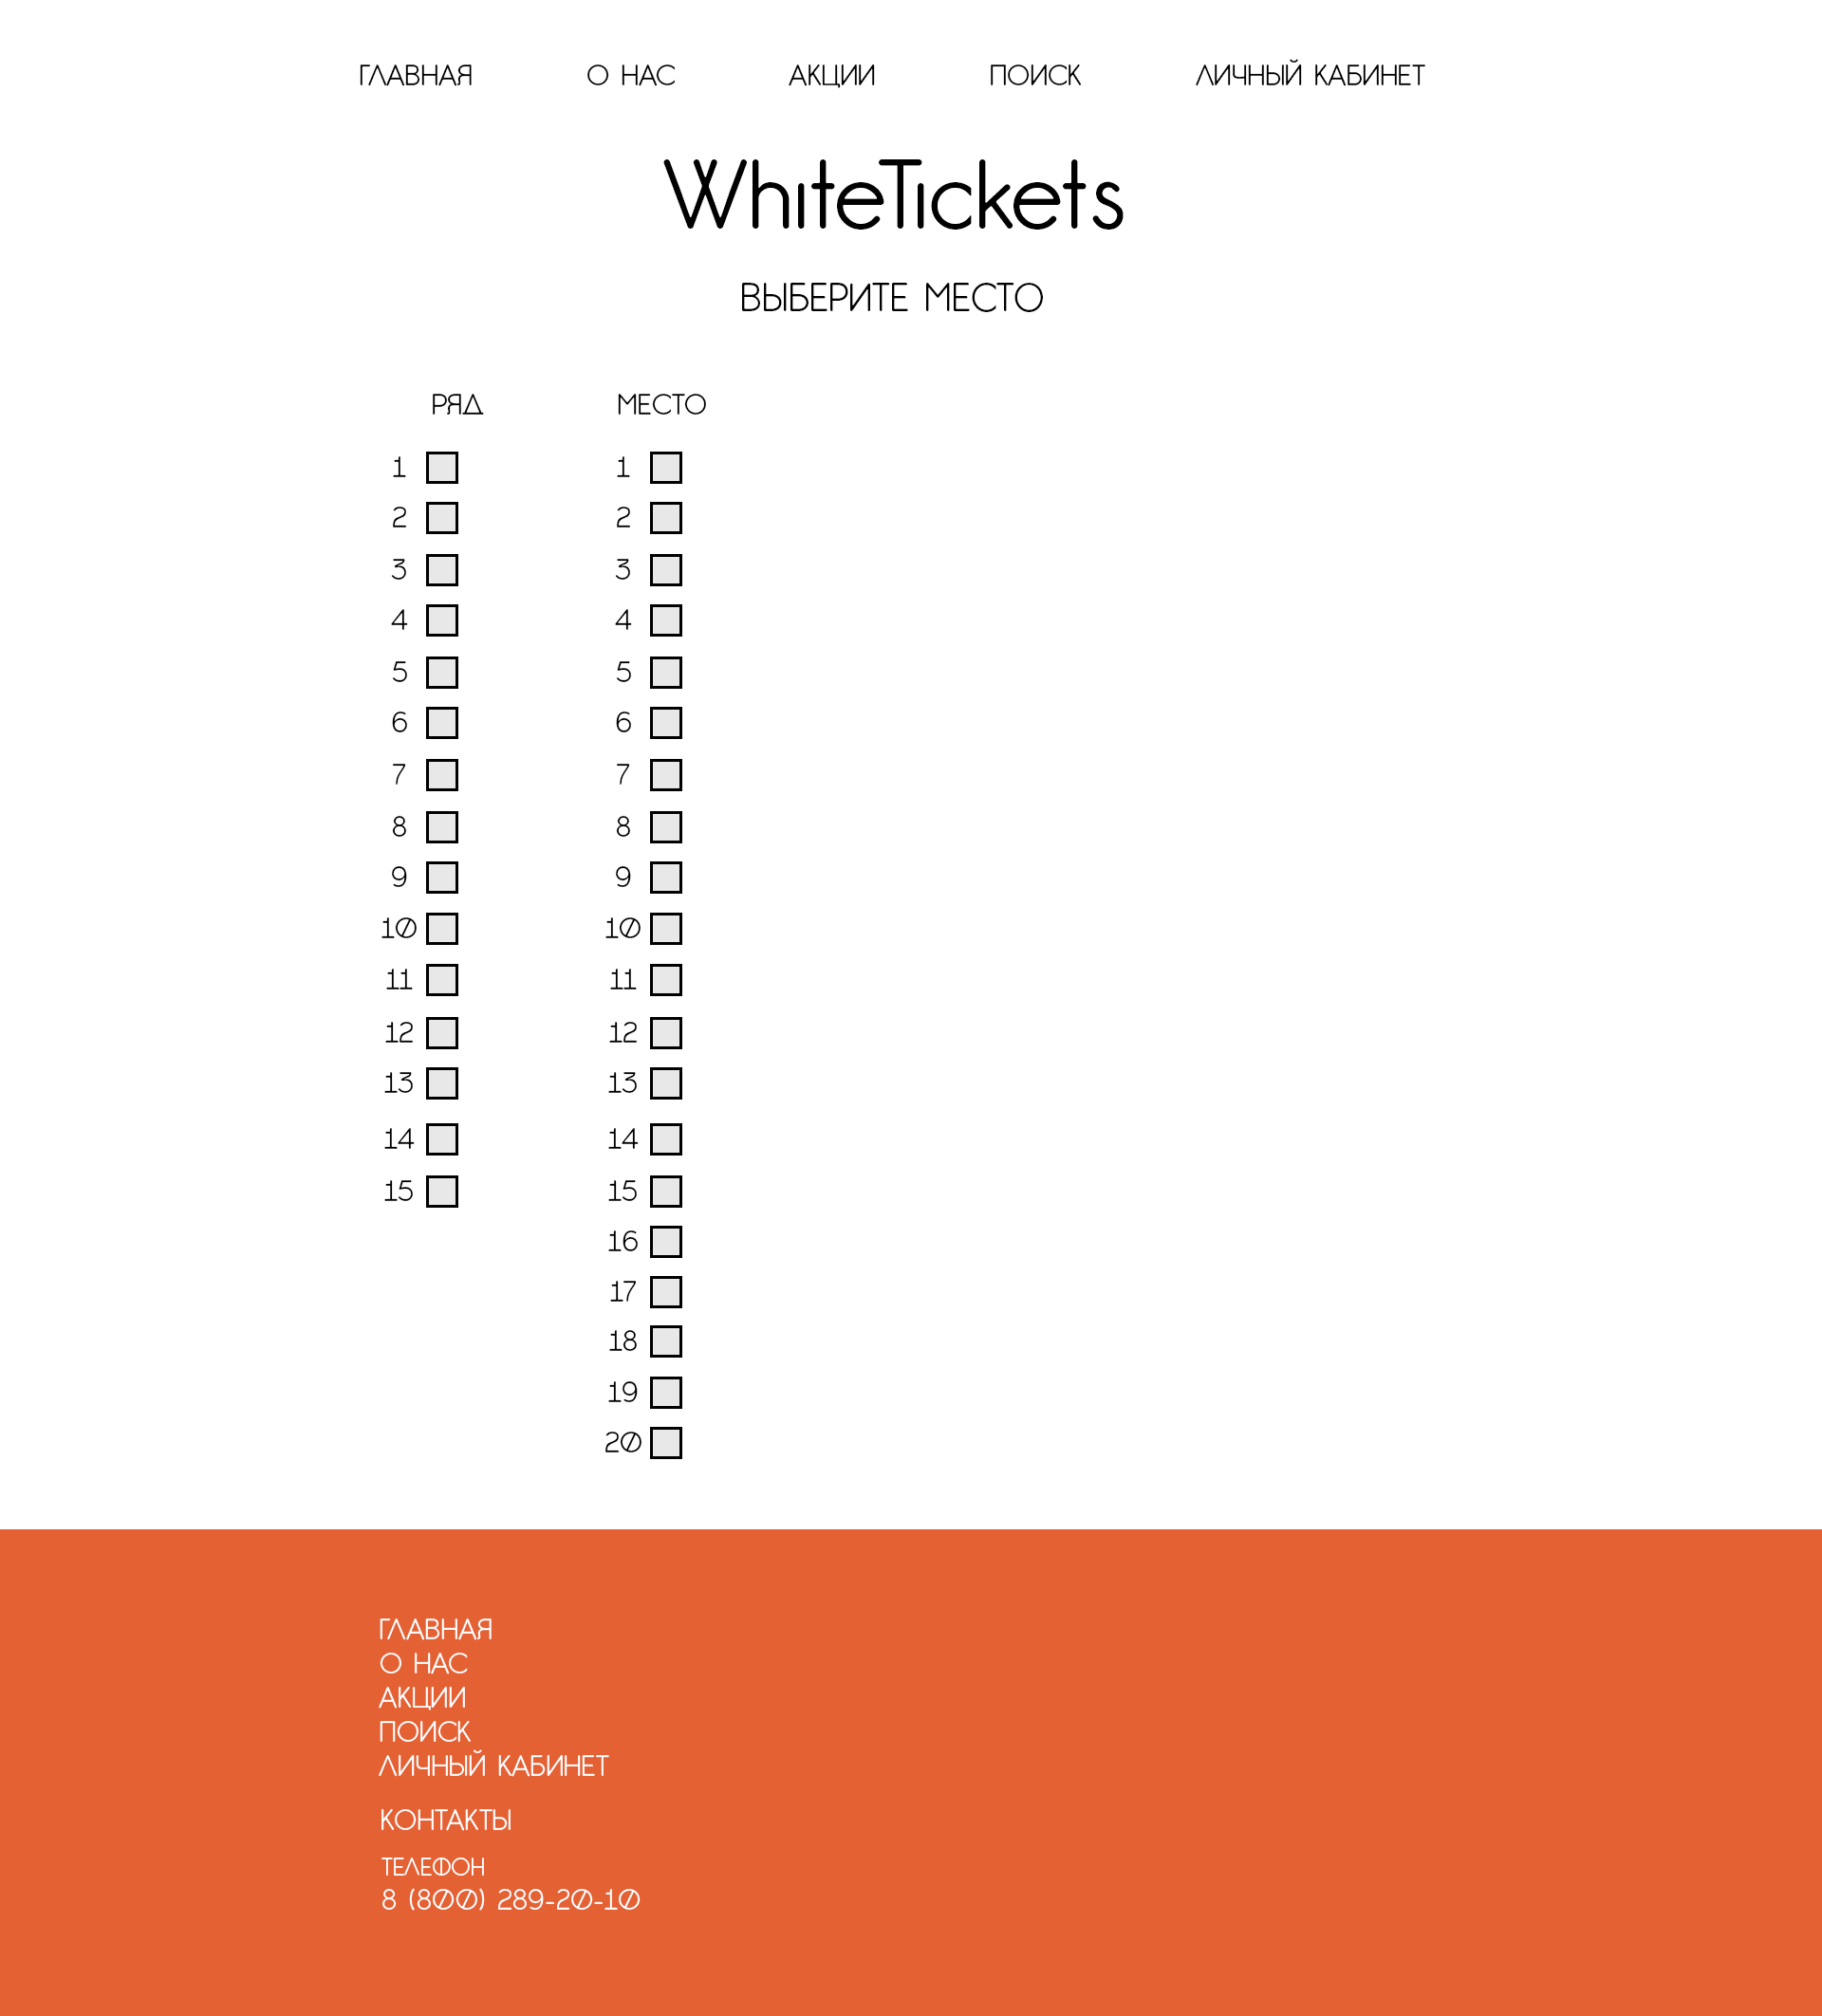 ГЛАВНАЯ О НАС АКЦИИ ПОИСК ЛИЧНЫЙ КАБИНЕТ
WhiteTickets
ВЫБЕРИТЕ МЕСТО
РЯД МЕСТО
1 1
2 2
3 3
4 4
5 5
6 6
7 7
8 8
9 9
10 10
11 11
12 12
13 13
14 14
15 15
16
17
18
19
20
ГЛАВНАЯ
О НАС
АКЦИИ
ПОИСК
ЛИЧНЫЙ КАБИНЕТ
КОНТАКТЫ
ТЕЛЕФОН
8 (800) 289-20-10